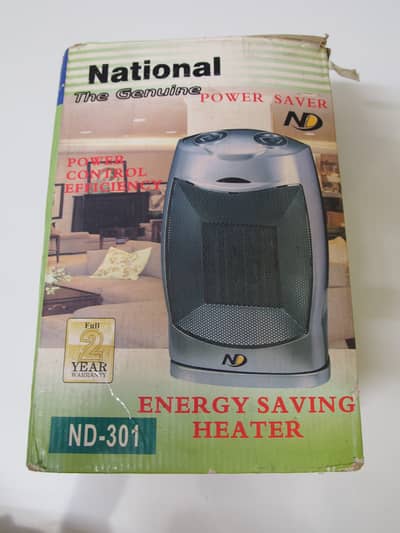 National
The Genuine
POWER SAVER
ND
POWER
CONTROL
EFFICIENCY
ND
Full
2
YEAR
WARRANTY
ENERGY SAVING
HEATER
ND-301